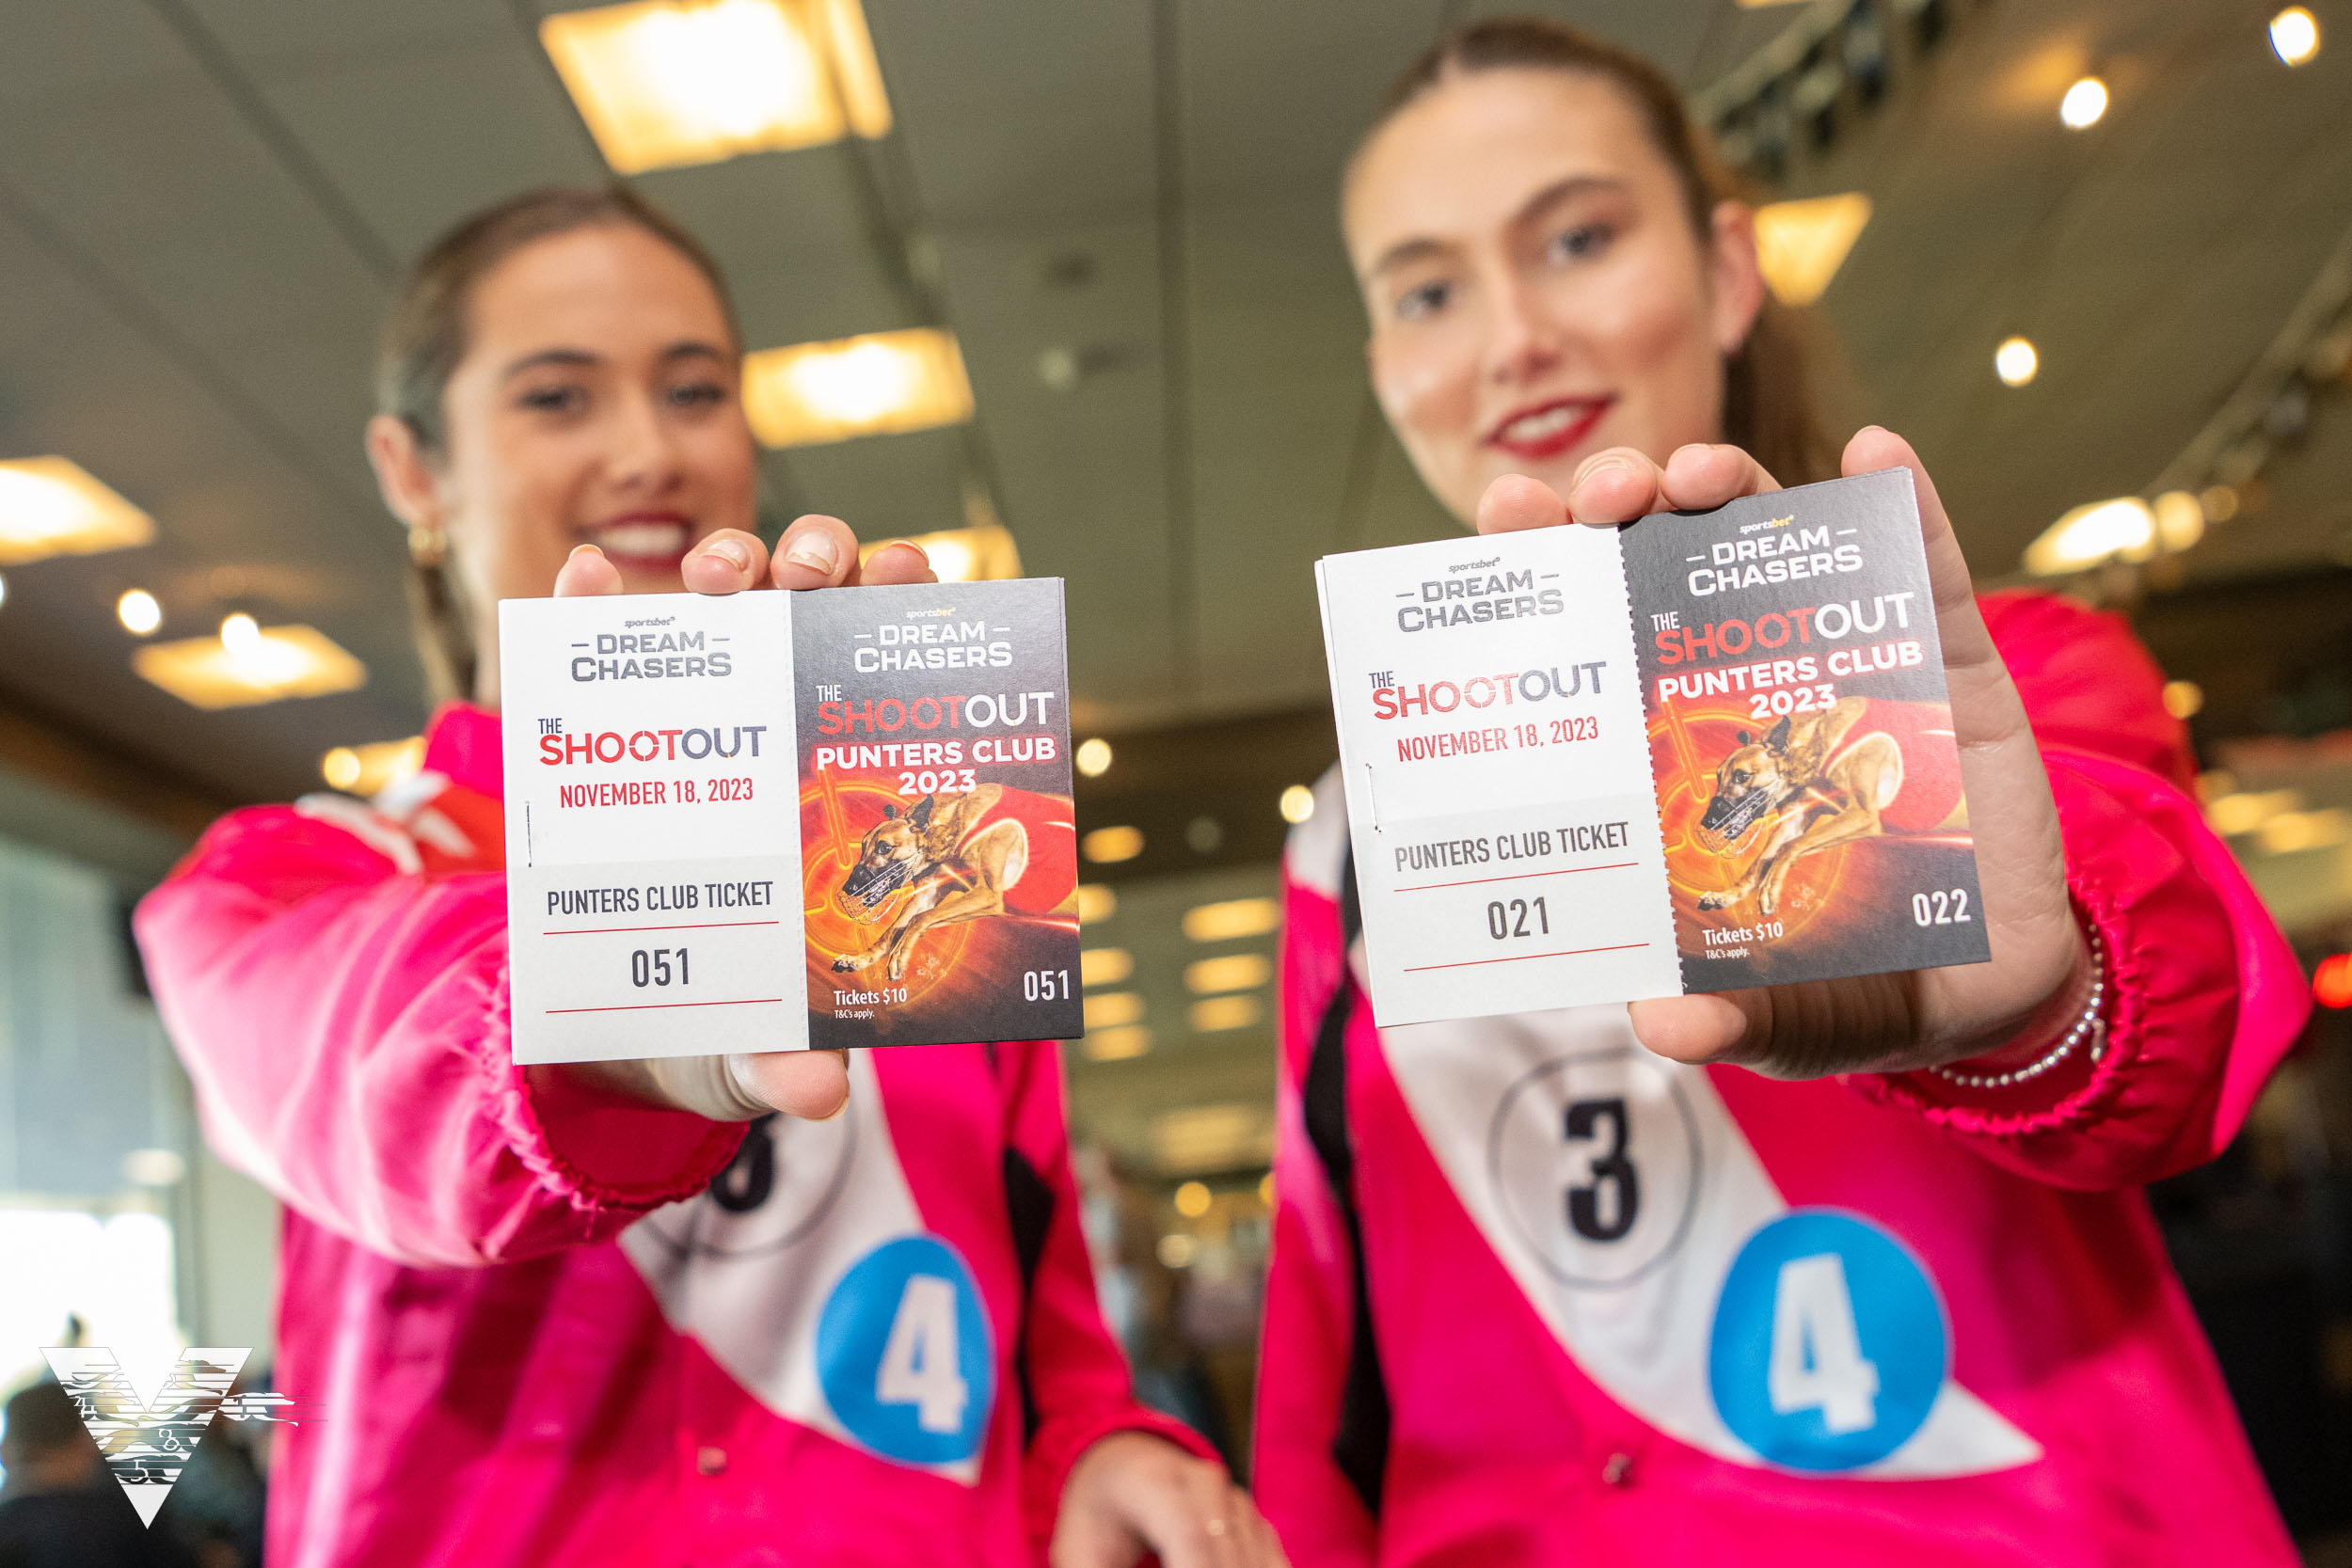 sportsbet
– DREAM –
CHASERS
THE
SHOOTOUT
NOVEMBER 18, 2023
PUNTERS CLUB TICKET
051
sportsbet
– DREAM –
CHASERS
THE
SHOOTOUT
PUNTERS CLUB
2023
Tickets $10
T&C's apply.
051
sportsbet
– DREAM –
CHASERS
THE
SHOOTOUT
NOVEMBER 18, 2023
PUNTERS CLUB TICKET
021
sportsbet
– DREAM –
CHASERS
THE
SHOOTOUT
PUNTERS CLUB
2023
Tickets $10
T&C's apply.
022
4
3
4
8
5